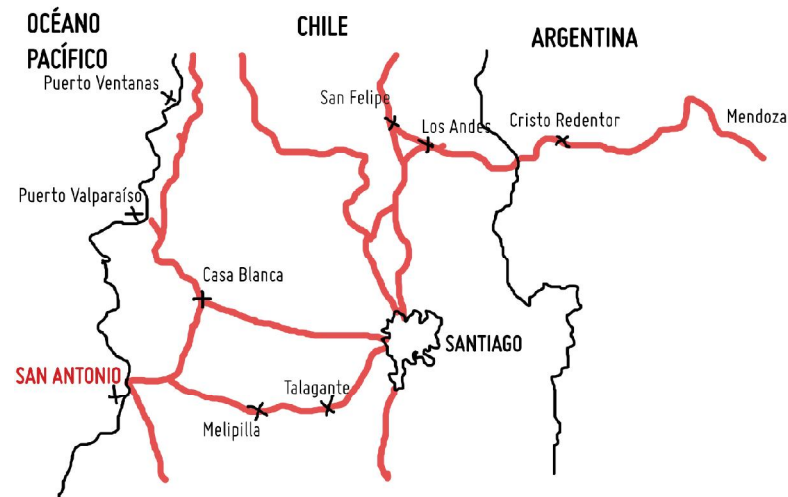 OCÉANO
PACÍFICO
CHILE
ARGENTINA
Puerto Ventanas
San Felipe
Los Andes
Cristo Redentor
Mendoza
Puerto Valparaíso
Casa Blanca
SANTIAGO
SAN ANTONIO
Talagante
Melipilla